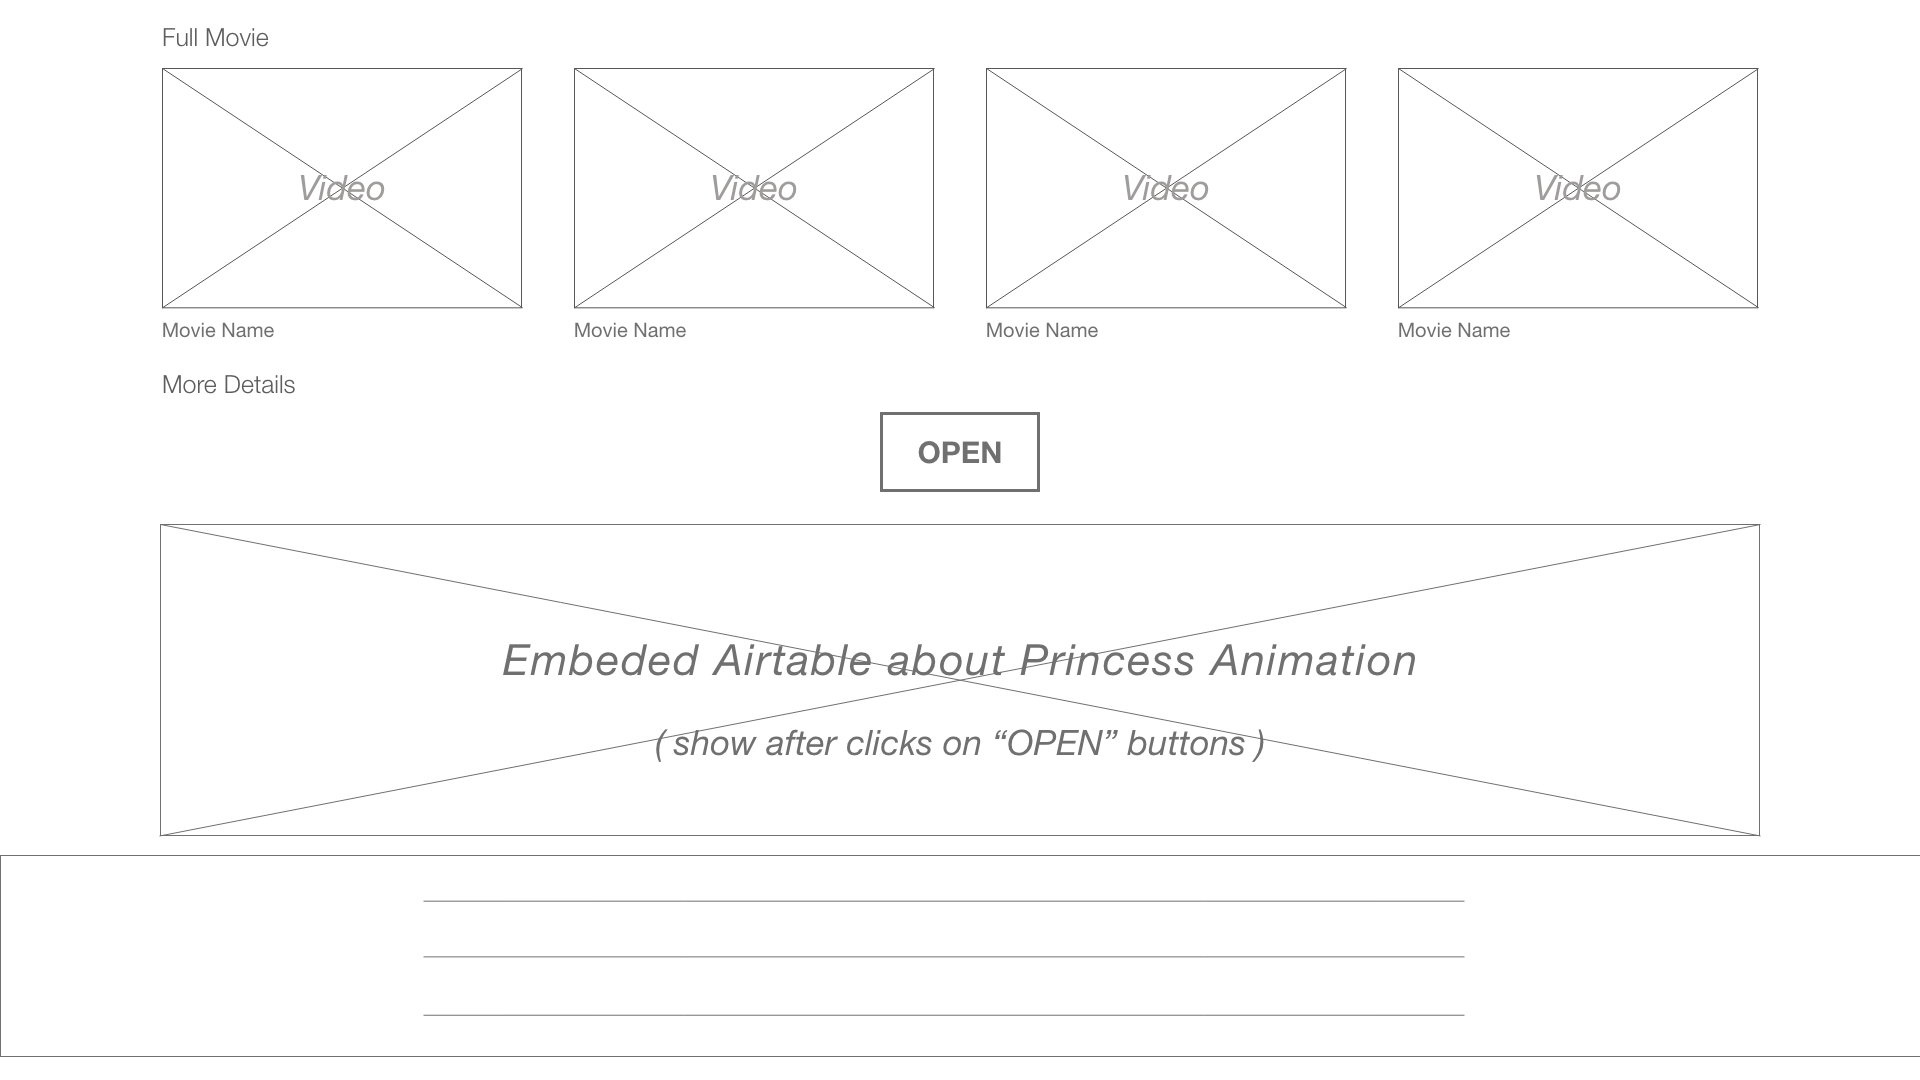 Full Movie
Video Video Video Video
Movie Name Movie Name Movie Name Movie Name
More Details
OPEN
Embeded Airtable about Princess Animation
( show after clicks on “OPEN” buttons )